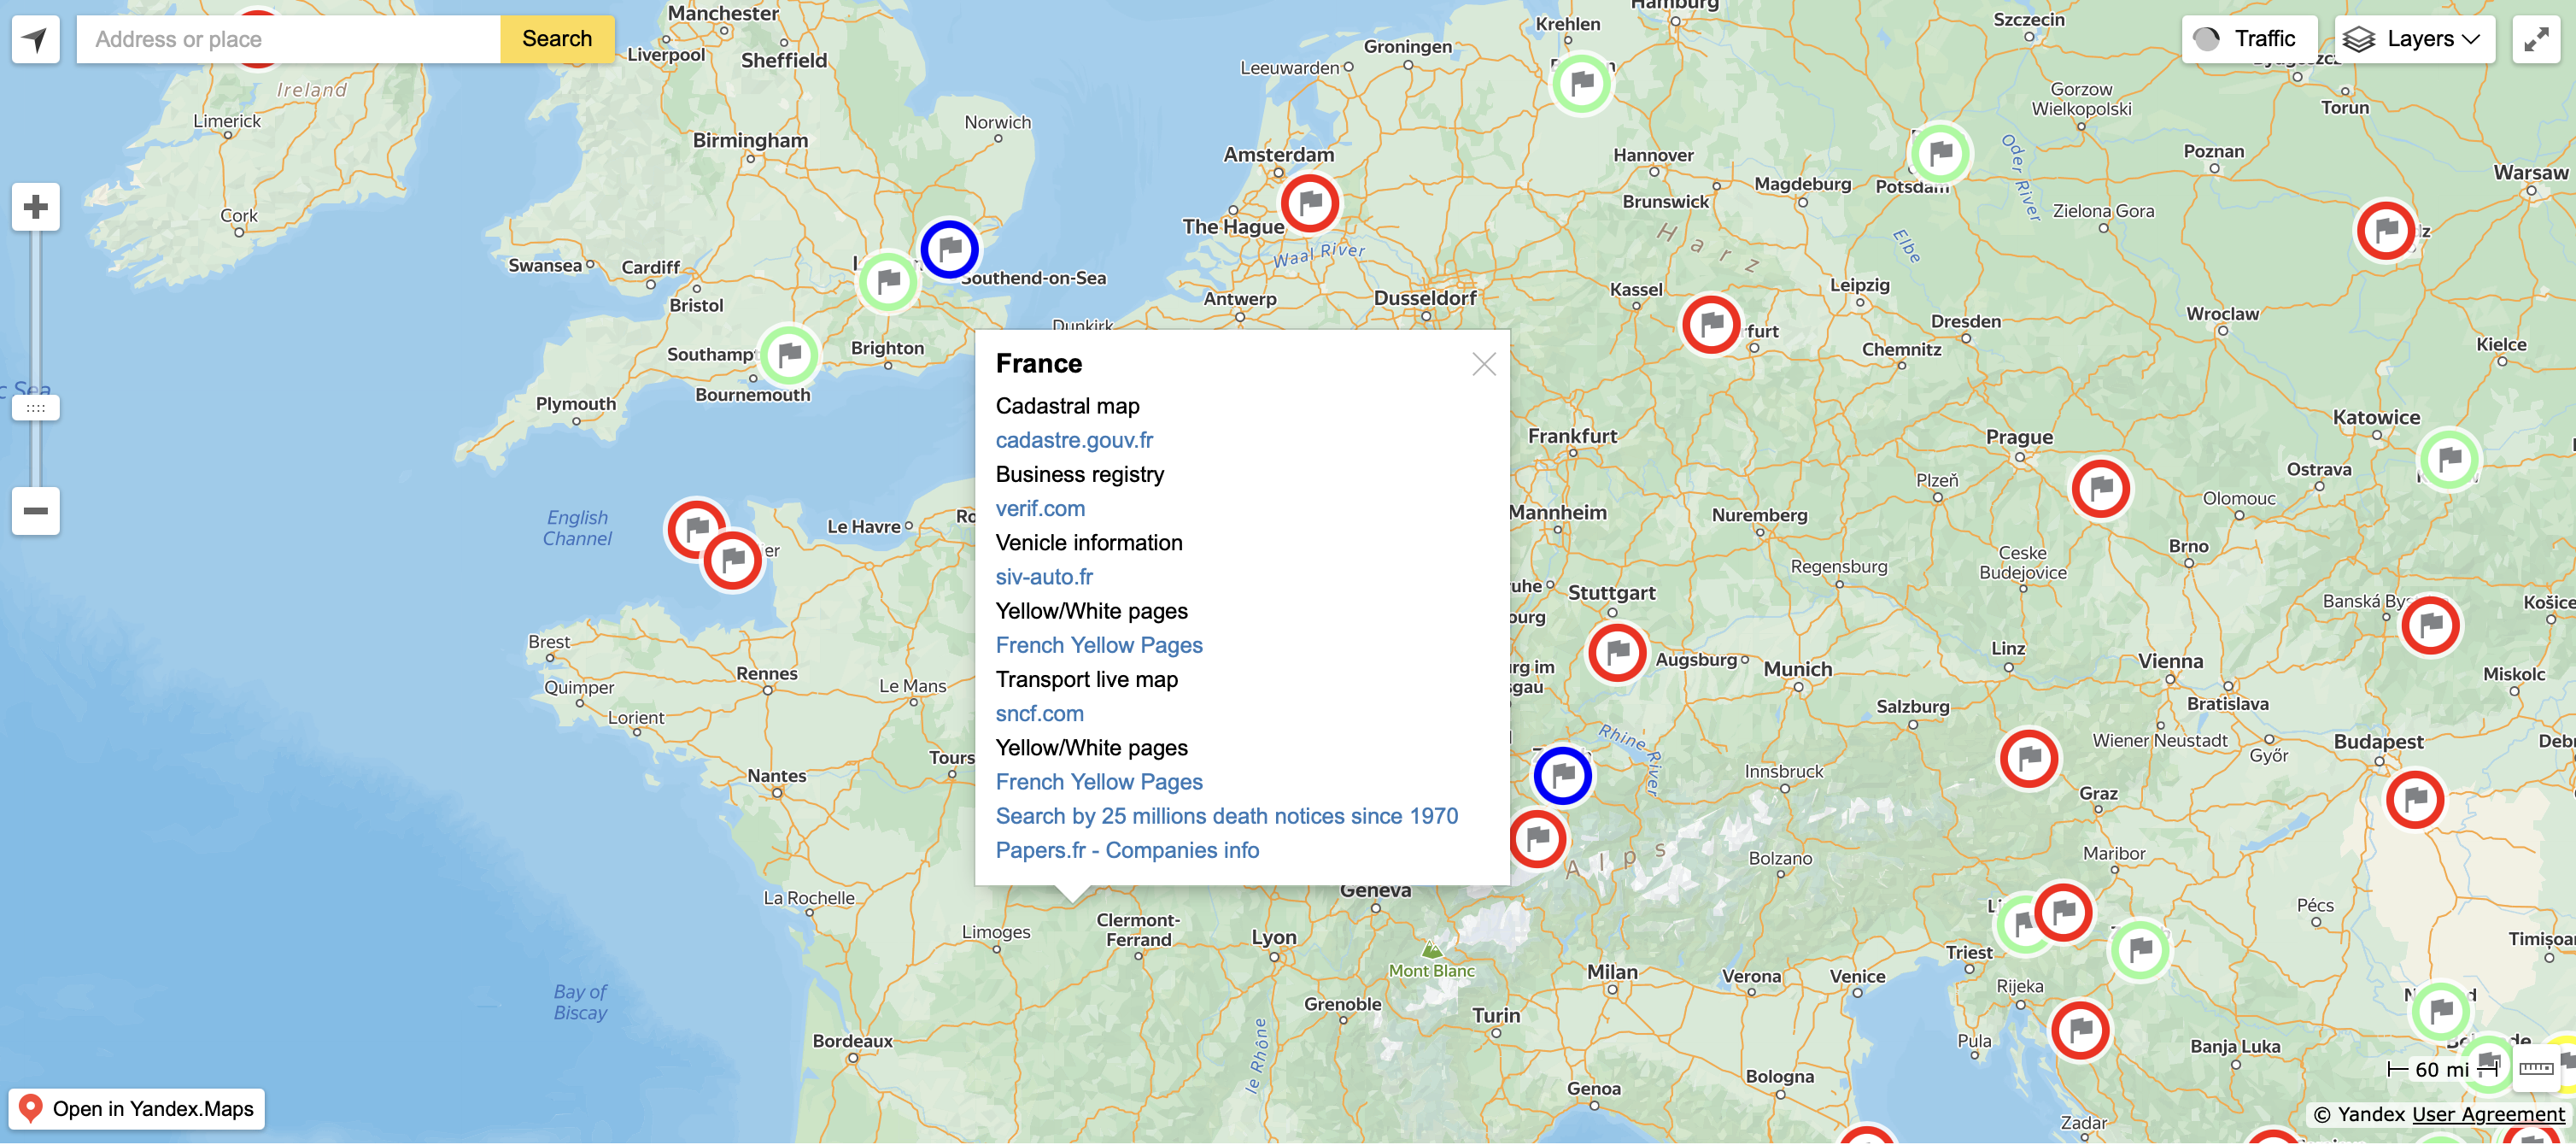 Address or place
Search
Traffic
Layers
Manchester
Liverpool
Sheffield
Ireland
Limerick
Cork
Birmingham
Norwich
Swansea
Cardiff
Bristol
Southend-on-Sea
Brighton
Bournemouth
Plymouth
Dunkirk
Hamburg
Krehlen
Groningen
Leeuwarden
Amsterdam
The Hague
Waal River
Antwerp
Dusseldorf
Hannover
Brunswick
Magdeburg
Potsdam
Harz
Kassel
Leipzig
Elbe
Dresden
Chemnitz
Szczecin
Gorzow
Wielkopolski
Oder River
Zielona Gora
Torun
Poznan
Warsaw
Wroclaw
Kielce
Katowice
Ostrava
Prague
Plzeň
Olomouc
Brno
Ceske
Budejovice
Frankfurt
Mannheim
Nuremberg
Regensburg
Stuttgart
Augsburg
Munich
Linz
Salzburg
Vienna
Bratislava
Wiener Neustadt
Győr
Budapest
Košice
Miskolc
Innsbruck
Rhine River
Graz
Maribor
Bolzano
Alps
Pécs
English
Channel
Le Havre
Brest
Quimper
Lorient
Rennes
Le Mans
Nantes
Tours
La Rochelle
Limoges
Clermont-
Ferrand
Lyon
Geneva
Mont Blanc
Grenoble
le Rhône
Bay of
Biscay
Bordeaux
Turin
Milan
Verona
Venice
Triest
Rijeka
Pula
Genoa
Bologna
Banja Luka
Zadar
France
Cadastral map
cadastre.gouv.fr
Business registry
verif.com
Venicle information
siv-auto.fr
Yellow/White pages
French Yellow Pages
Transport live map
sncf.com
Yellow/White pages
French Yellow Pages
Search by 25 millions death notices since 1970
Papers.fr - Companies info
60 mi
Open in Yandex.Maps
© Yandex User Agreement